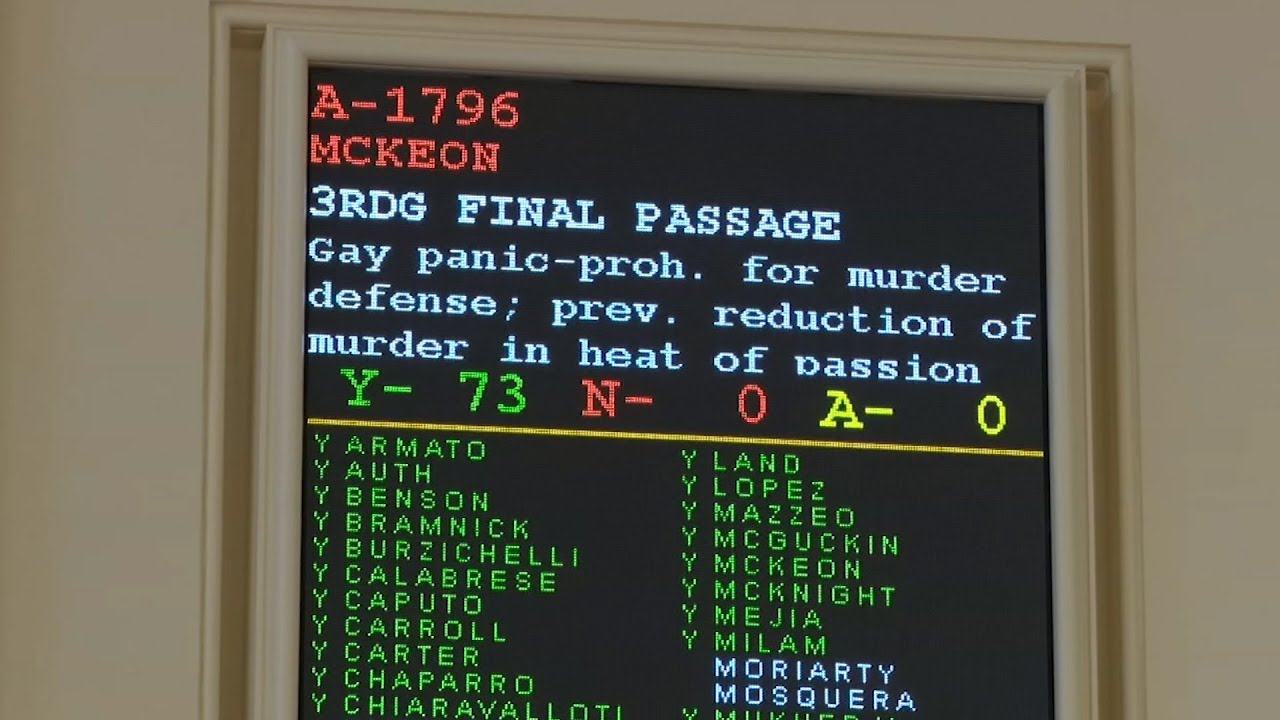 A-1796
MCKEON
3RDG FINAL PASSAGE
Gay panic-proh. for murder
defense; prev. reduction of
murder in heat of passion
Y- 73 N- 0 A- 0
Y ARMATO
Y AUTH
Y BENSON
Y BRAMNICK
Y BURZICHELLI
Y CALABRESE
Y CAPUTO
Y CARROLL
Y CARTER
Y CHAPARRO
Y CHIARAVALLOTI
Y LAND
Y LOPEZ
Y MAZZEO
Y MCGUCKIN
Y MCKEON
Y MCKNIGHT
Y MEJIA
Y MILAM
MORIARTY
MOSQUERA
Y